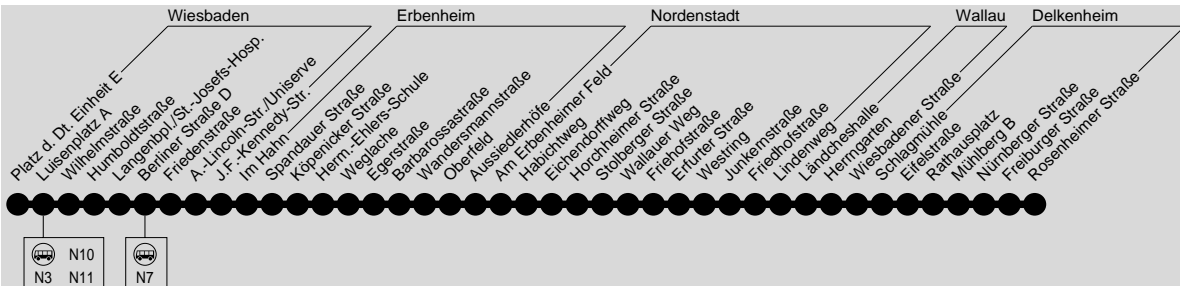 Wiesbaden
Erbenheim
Nordenstadt
Wallau
Delkenheim
Platz d. Dt. Einheit E
Luisenplatz A
Wilhelmstraße
Humboldtstraße
Langenbpl./St.-Josefs-Hosp.
Berliner Straße D
Friedenstraße
A.-Lincoln-Str./Uniserve
J.F.-Kennedy-Str.
Im Hahn
Spandauer Straße
Köpenicker Straße
Herm.-Ehlers-Schule
Weglache
Egerstraße
Barbarossastraße
Wandersmannstraße
Oberfeld
Aussiedlerhöfe
Am Erbenheimer Feld
Habichtweg
Eichendorffweg
Horchheimer Straße
Stolberger Straße
Wallauer Weg
Friehofstraße
Erfurter Straße
Westring
Junkernstraße
Friedhofstraße
Lindenweg
Ländcheshalle
Herrngarten
Wiesbadener Straße
Schlagmühle
Eifelstraße
Rathausplatz
Mühlberg B
Nürnberger Straße
Freiburger Straße
Rosenheimer Straße
N10
N3 N11
N7